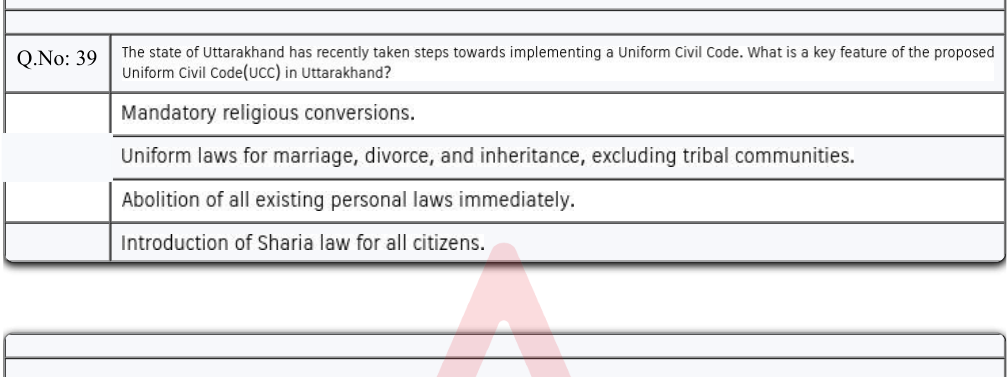 Q.No: 39
The state of Uttarakhand has recently taken steps towards implementing a Uniform Civil Code. What is a key feature of the proposed
Uniform Civil Code(UCC) in Uttarakhand?
Mandatory religious conversions.
Uniform laws for marriage, divorce, and inheritance, excluding tribal communities.
Abolition of all existing personal laws immediately.
Introduction of Sharia law for all citizens.